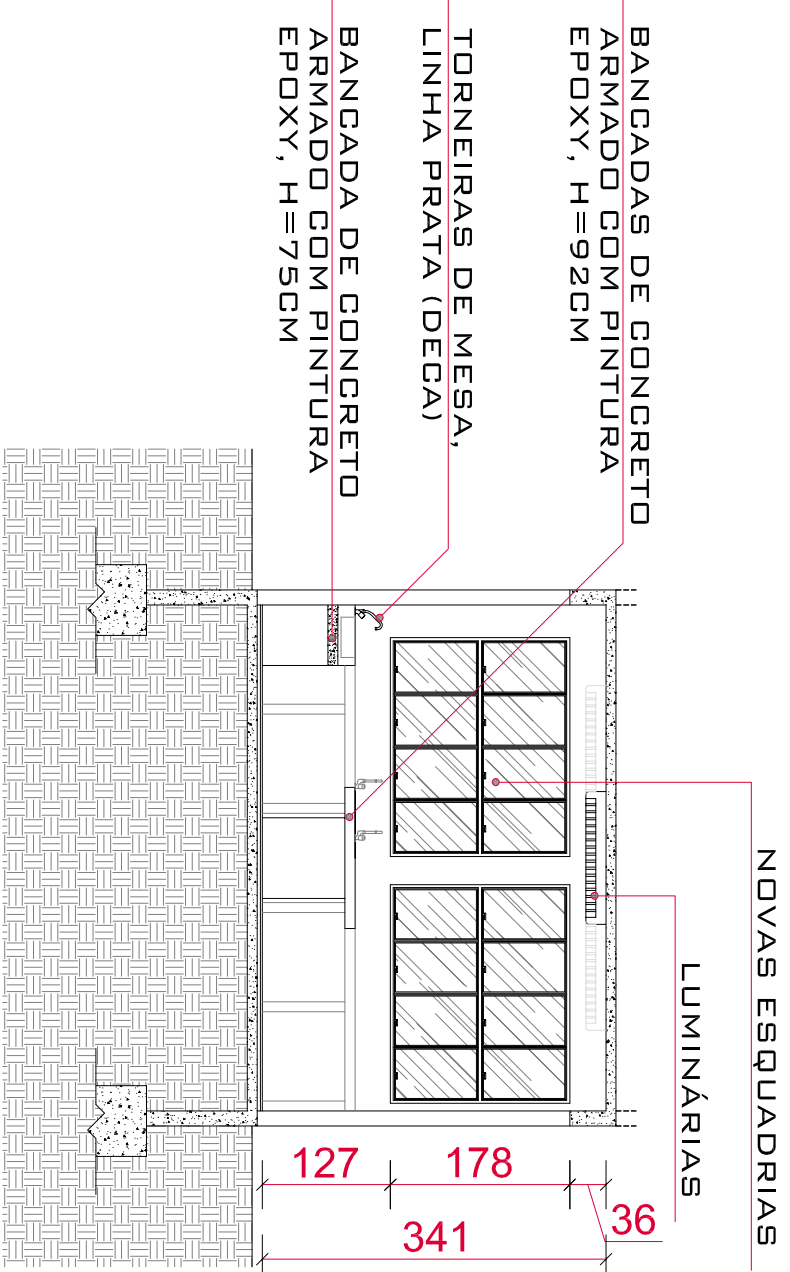 NOVAS ESQUADRIAS
LUMINÁRIAS
BANCADAS DE CONCRETO
ARMADO COM PINTURA
EPOXY, H=92CM
TORNEIRAS DE MESA,
LINHA PRATA (DECA)
BANCADA DE CONCRETO
ARMADO COM PINTURA
EPOXY, H=75CM
36
178
127
341